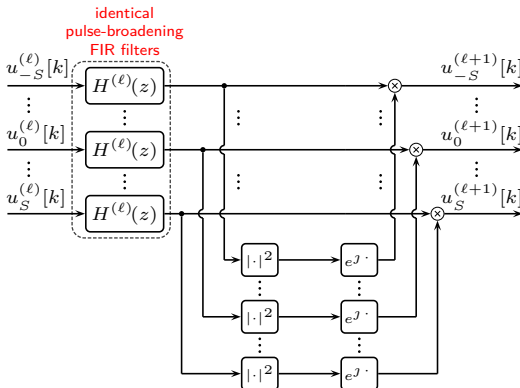 identical
pulse-broadening
FIR filters
u_{-S}^{(ℓ)}[k] H^{(ℓ)}(z) u_{-S}^{(ℓ+1)}[k]
⋮ ⋮ ⋮ ⋮ ⋮
u_0^{(ℓ)}[k] H^{(ℓ)}(z) u_0^{(ℓ+1)}[k]
⋮ ⋮ ⋮ ⋮ ⋮
u_S^{(ℓ)}[k] H^{(ℓ)}(z) u_S^{(ℓ+1)}[k]
|·|^2 e^{ȷ ·}
⋮ ⋮
|·|^2 e^{ȷ ·}
⋮ ⋮
|·|^2 e^{ȷ ·}